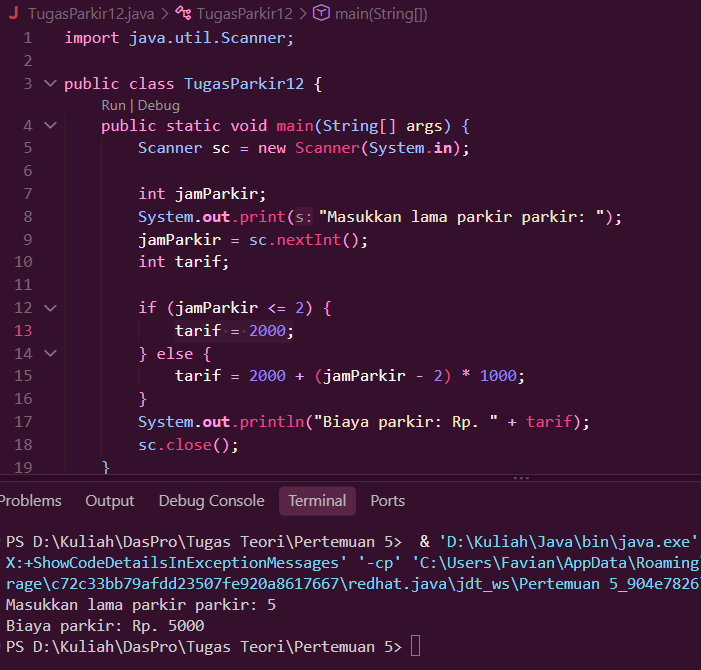 TugasParkir12.java > TugasParkir12 > main(String[])
1 import java.util.Scanner;
2
3 public class TugasParkir12 {
Run | Debug
4 public static void main(String[] args) {
5 Scanner sc = new Scanner(System.in);
6
7 int jamParkir;
8 System.out.print(s: "Masukkan lama parkir parkir: ");
9 jamParkir = sc.nextInt();
10 int tarif;
11
12 if (jamParkir <= 2) {
13 tarif = 2000;
14 } else {
15 tarif = 2000 + (jamParkir - 2) * 1000;
16 }
17 System.out.println("Biaya parkir: Rp. " + tarif);
18 sc.close();
19 }
Problems Output Debug Console Terminal Ports
PS D:\Kuliah\DasPro\Tugas Teori\Pertemuan 5> & 'D:\Kuliah\Java\bin\java.exe'
X:+ShowCodeDetailsInExceptionMessages' '-cp' 'C:\Users\Favian\AppData\Roaming\
rage\c72c33bb79afdd23507fe920a8617667\redhat.java\jdt_ws\Pertemuan 5_904e7826
Masukkan lama parkir parkir: 5
Biaya parkir: Rp. 5000
PS D:\Kuliah\DasPro\Tugas Teori\Pertemuan 5>